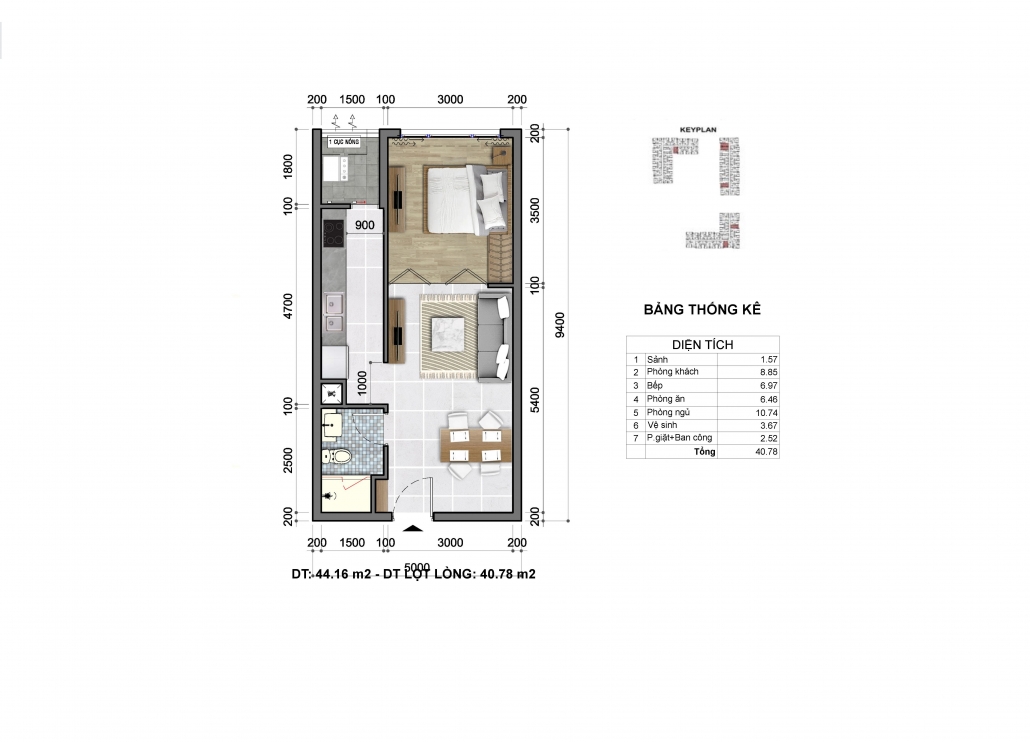 200 1500 100 3000 200
1 CỤC NÓNG
200
1800
100
900
3500
4700
100
9400
1000
5400
100
2500
200
200
200 1500 100 3000 200
5000
DT: 44.16 m2 - DT LỌT LÒNG: 40.78 m2
KEYPLAN
BẢNG THỐNG KÊ
DIỆN TÍCH
1 Sảnh 1.57
2 Phòng khách 8.85
3 Bếp 6.97
4 Phòng ăn 6.46
5 Phòng ngủ 10.74
6 Vệ sinh 3.67
7 P.giặt+Ban công 2.52
Tổng 40.78